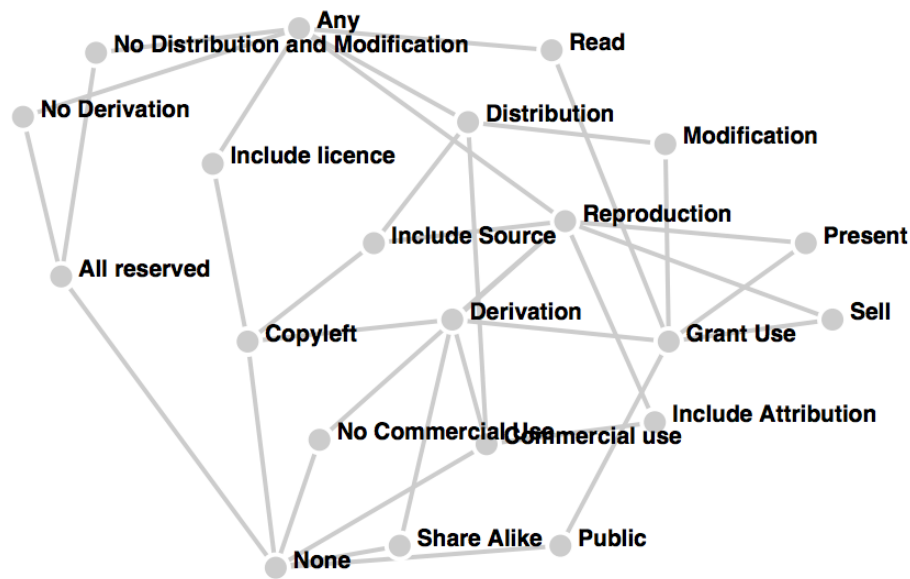 Any
No Distribution and Modification
Read
No Derivation
Distribution
Modification
Include licence
Reproduction
Include Source
Present
All reserved
Derivation
Sell
Copyleft
Grant Use
Include Attribution
No Commercial Use
Commercial use
Share Alike
Public
None